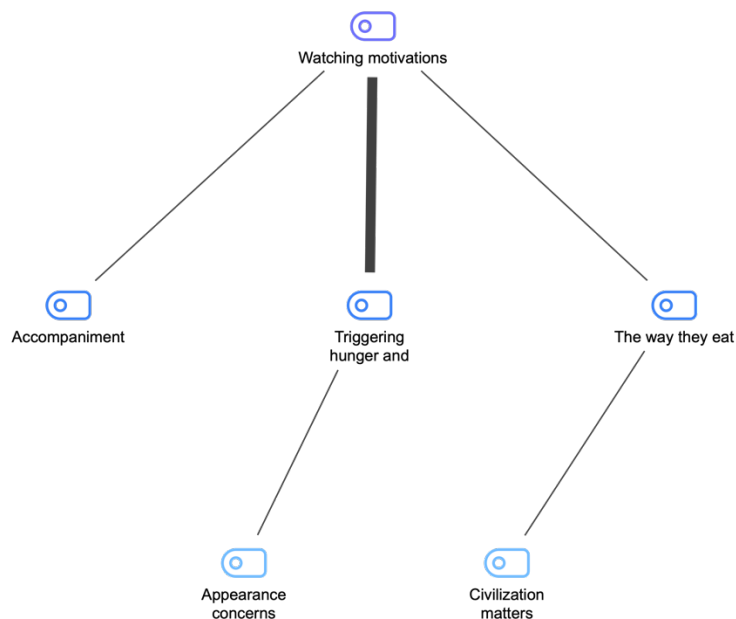 Watching motivations
Accompaniment
Triggering
hunger and
The way they eat
Appearance
concerns
Civilization
matters